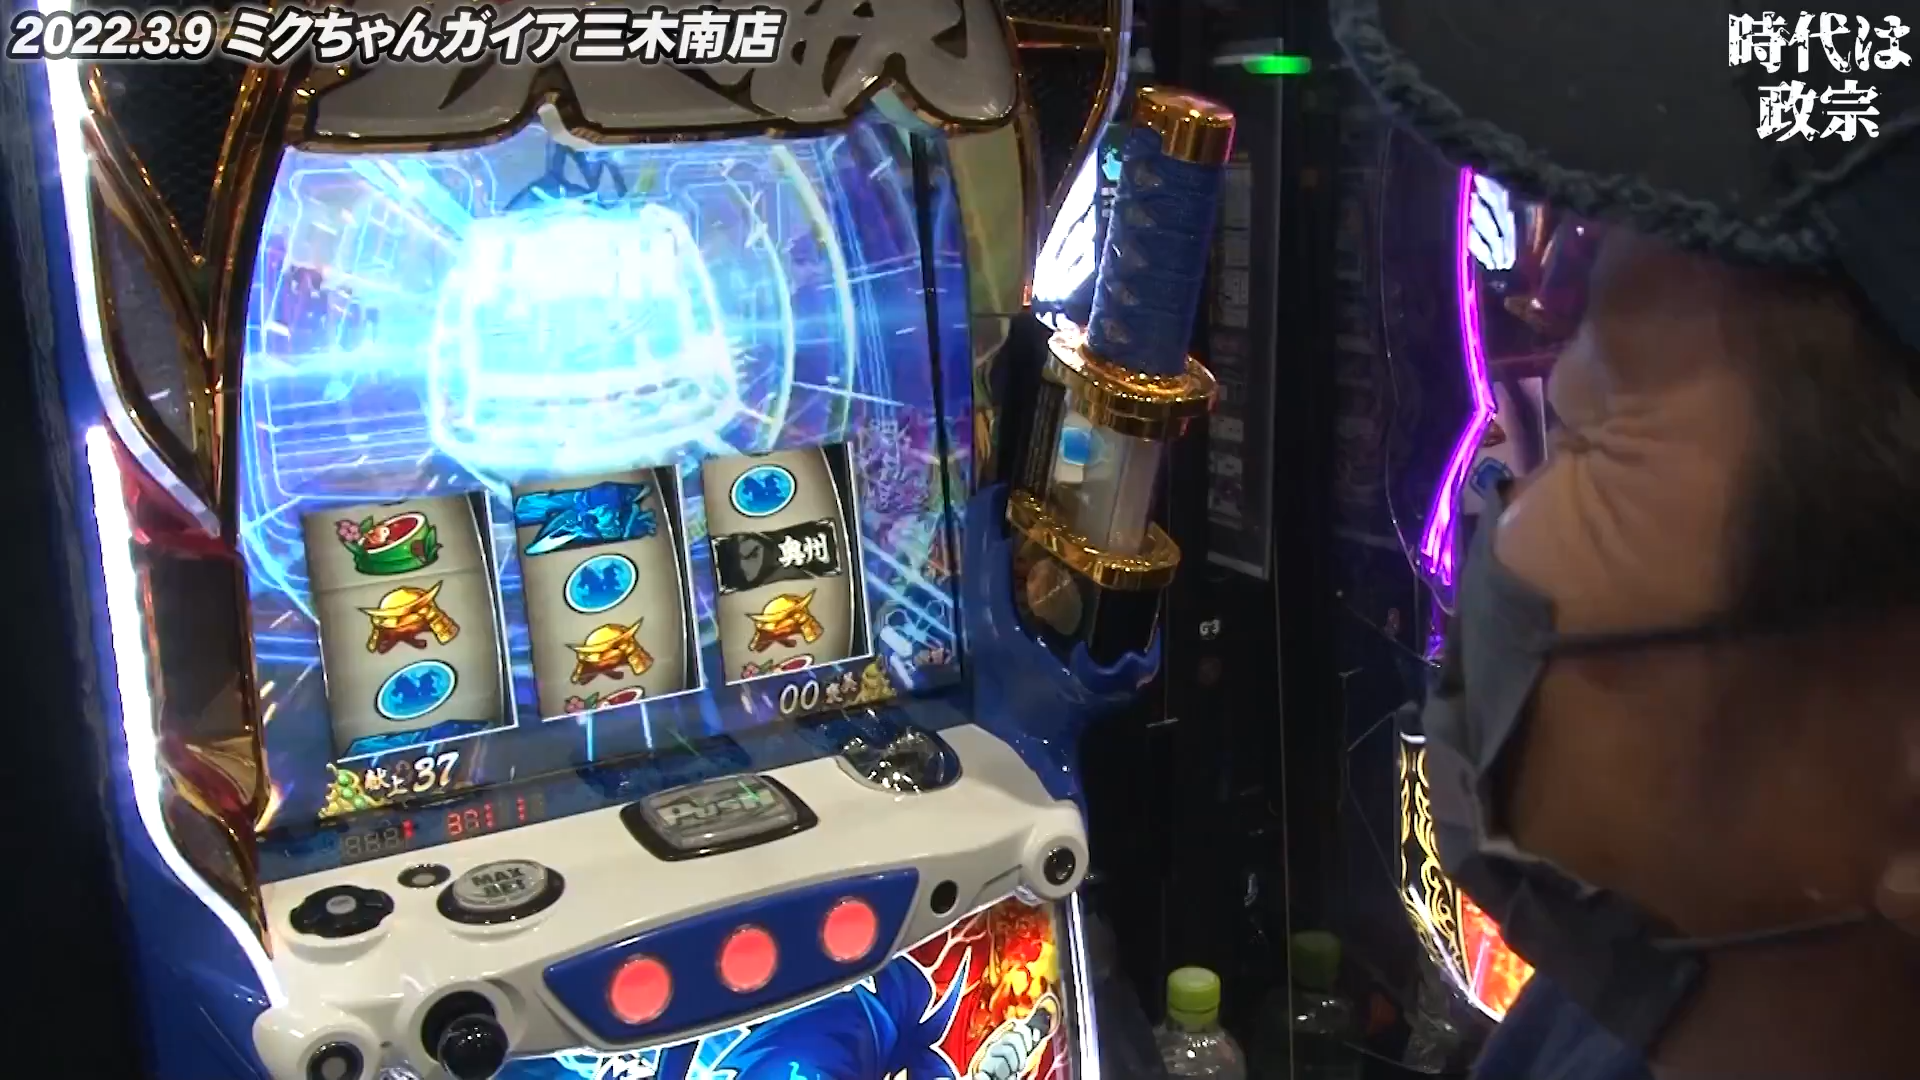 2022.3.9 ミクちゃんガイア三木南店
時代は
政宗
奥州
00
献上 37
PUSH
MAX
BET
G-3